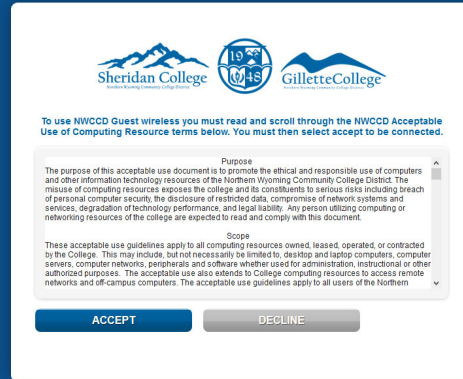 Sheridan College
Northern Wyoming Community College District
19
48
GilletteCollege
Northern Wyoming Community College District
To use NWCCD Guest wireless you must read and scroll through the NWCCD Acceptable
Use of Computing Resource terms below. You must then select accept to be connected.
Purpose
The purpose of this acceptable use document is to promote the ethical and responsible use of computers
and other information technology resources of the Northern Wyoming Community College District. The
misuse of computing resources exposes the college and its constituents to serious risks including breach
of personal computer security, the disclosure of restricted data, compromise of network systems and
services, degradation of technology performance, and legal liability. Any person utilizing computing or
networking resources of the college are expected to read and comply with this document.
Scope
These acceptable use guidelines apply to all computing resources owned, leased, operated, or contracted
by the College. This may include, but not necessarily be limited to, desktop and laptop computers, computer
servers, computer networks, peripherals and software whether used for administration, instructional or other
authorized purposes. The acceptable use also extends to College computing resources to access remote
networks and off-campus computers. The acceptable use guidelines apply to all users of the Northern
ACCEPT
DECLINE